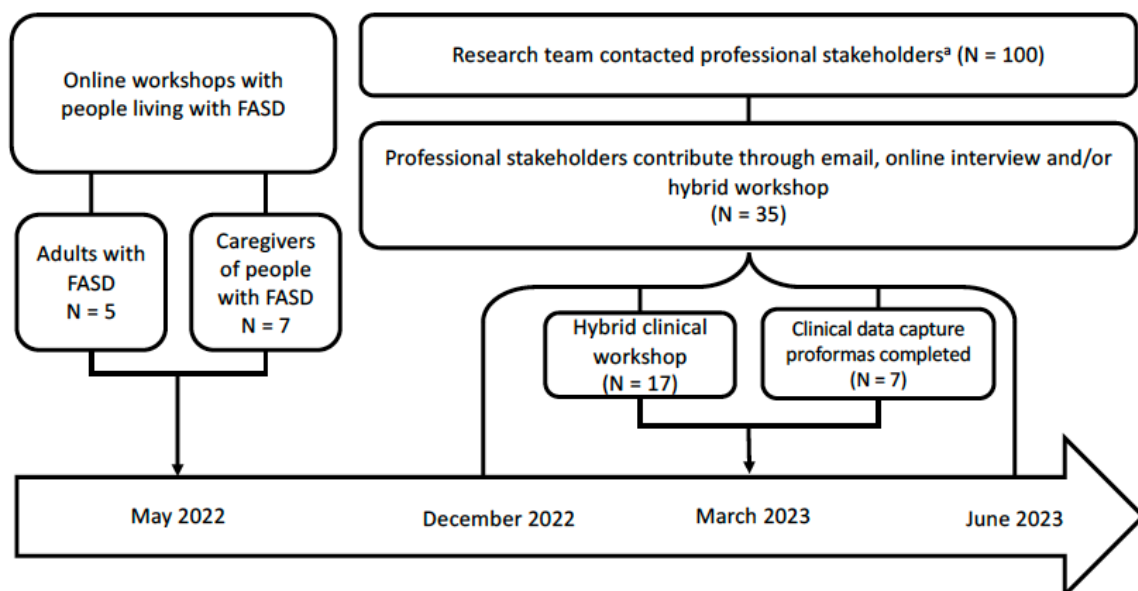 Online workshops with
people living with FASD
Adults with
FASD
N = 5
Caregivers
of people
with FASD
N = 7
Research team contacted professional stakeholdersᵃ (N = 100)
Professional stakeholders contribute through email, online interview and/or
hybrid workshop
(N = 35)
Hybrid clinical
workshop
(N = 17)
Clinical data capture
proformas completed
(N = 7)
May 2022
December 2022
March 2023
June 2023